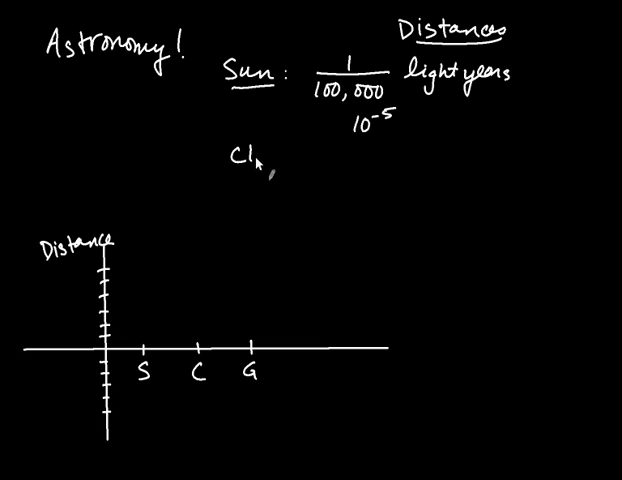 Distances
Astronomy!
Sun: 1/100,000 light years
10^-5
Cl
Distance
S C G